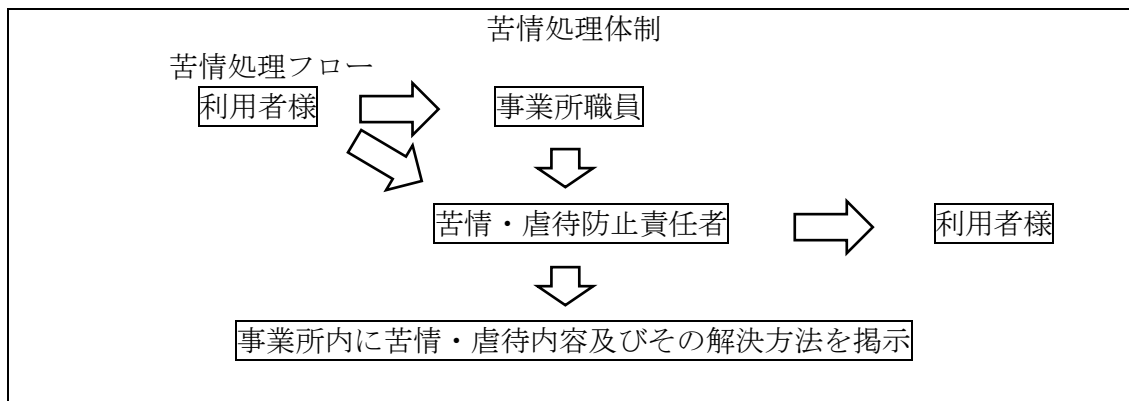 苦情処理体制
苦情処理フロー
利用者様
事業所職員
苦情・虐待防止責任者
利用者様
事業所内に苦情・虐待内容及びその解決方法を掲示